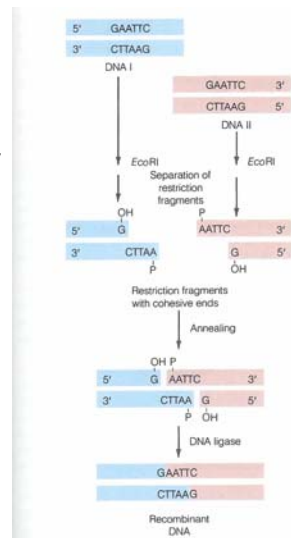 5' GAATTC
3' CTTAAG
DNA I
GAATTC 3'
CTTAAG 5'
DNA II
EcoRI EcoRI
Separation of
restriction
fragments
OH P
5' G AATTC 3'
3' CTTAA G 5'
P OH
Restriction fragments
with cohesive ends
Annealing
OH P
5' G AATTC 3'
3' CTTAA G 5'
P OH
DNA ligase
GAATTC
CTTAAG
Recombinant
DNA